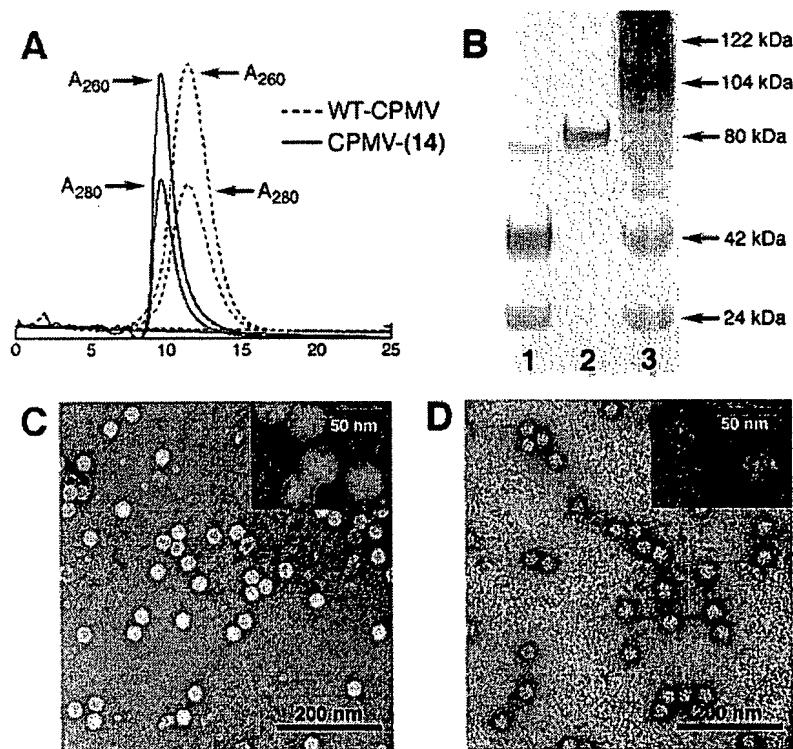 A
A260
A260
WT-CPMV
CPMV-(14)
A280
A280
0 5 10 15 20 25
B
122 kDa
104 kDa
80 kDa
42 kDa
24 kDa
1 2 3
C
50 nm
200 nm
D
50 nm
200 nm